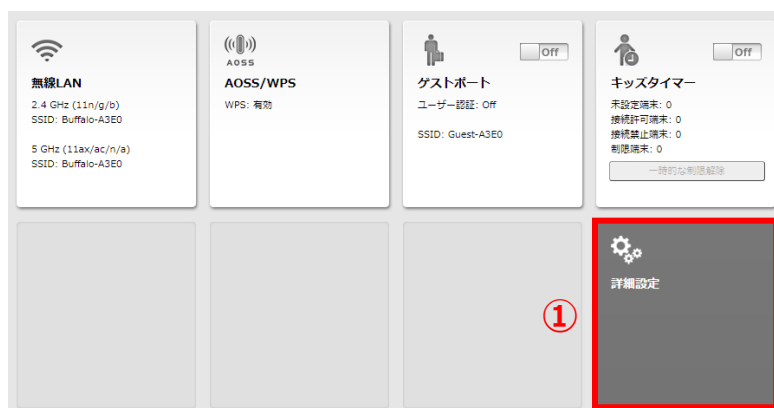 無線LAN
2.4 GHz (11n/g/b)
SSID: Buffalo-A3E0
5 GHz (11ax/ac/n/a)
SSID: Buffalo-A3E0
AOSS
AOSS/WPS
WPS: 有効
Off
ゲストポート
ユーザー認証: Off
SSID: Guest-A3E0
Off
キッズタイマー
未設定端末: 0
接続許可端末: 0
接続禁止端末: 0
制限端末: 0
一時的な制限解除
①
詳細設定